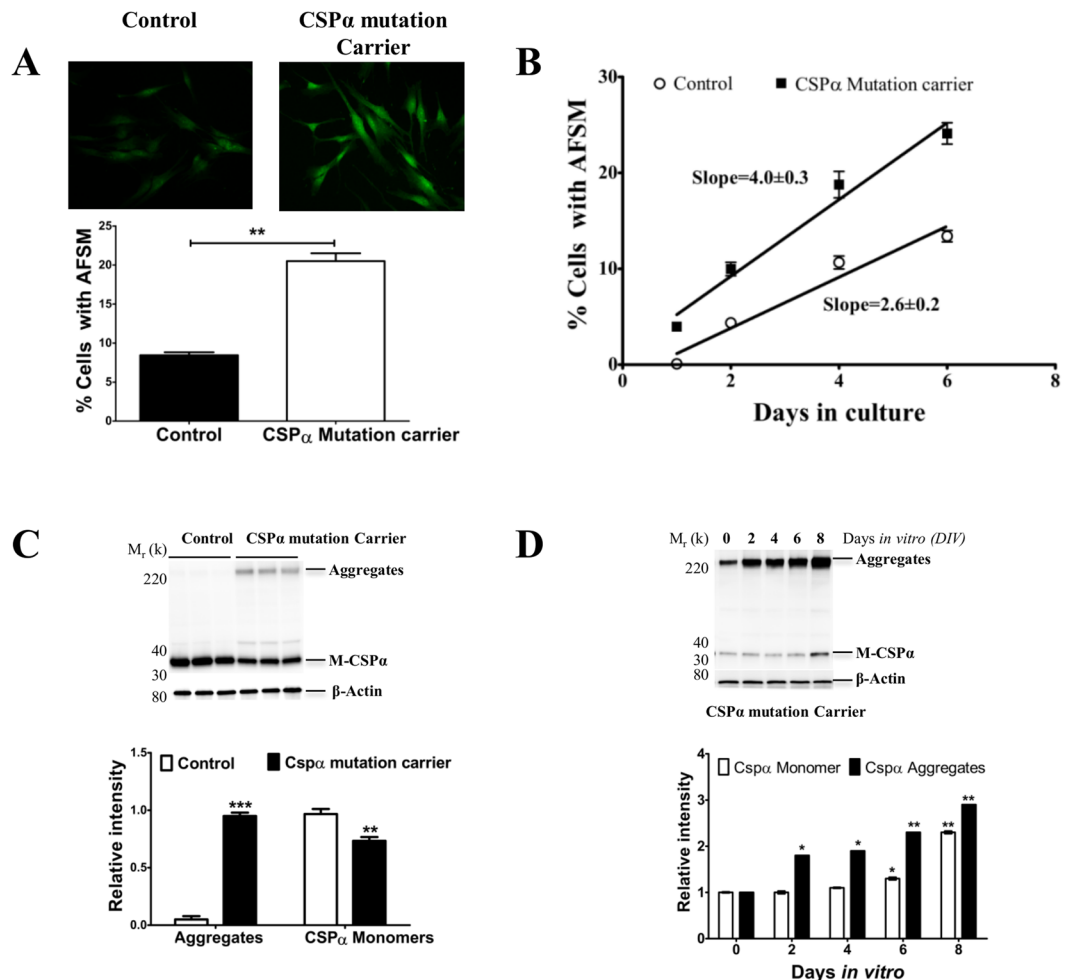 Control
CSPα mutation
Carrier
A
% Cells with AFSM
25
20
15
10
5
0
**
Control
CSPα Mutation carrier
B
% Cells with AFSM
30
20
10
0
Control
CSPα Mutation carrier
Slope=4.0±0.3
Slope=2.6±0.2
0
2
4
6
8
Days in culture
C
Mr (k)
Control
CSPα mutation Carrier
220
Aggregates
40
30
M-CSPα
80
β-Actin
Relative intensity
1.5
1.0
0.5
0.0
Control
Cspα mutation carrier
***
**
Aggregates
CSPα Monomers
D
Mr (k)
0 2 4 6 8
Days in vitro (DIV)
220
Aggregates
40
30
M-CSPα
80
β-Actin
CSPα mutation Carrier
Relative intensity
4
3
2
1
0
Cspα Monomer
Cspα Aggregates
*
*
*
**
**
**
0
2
4
6
8
Days in vitro